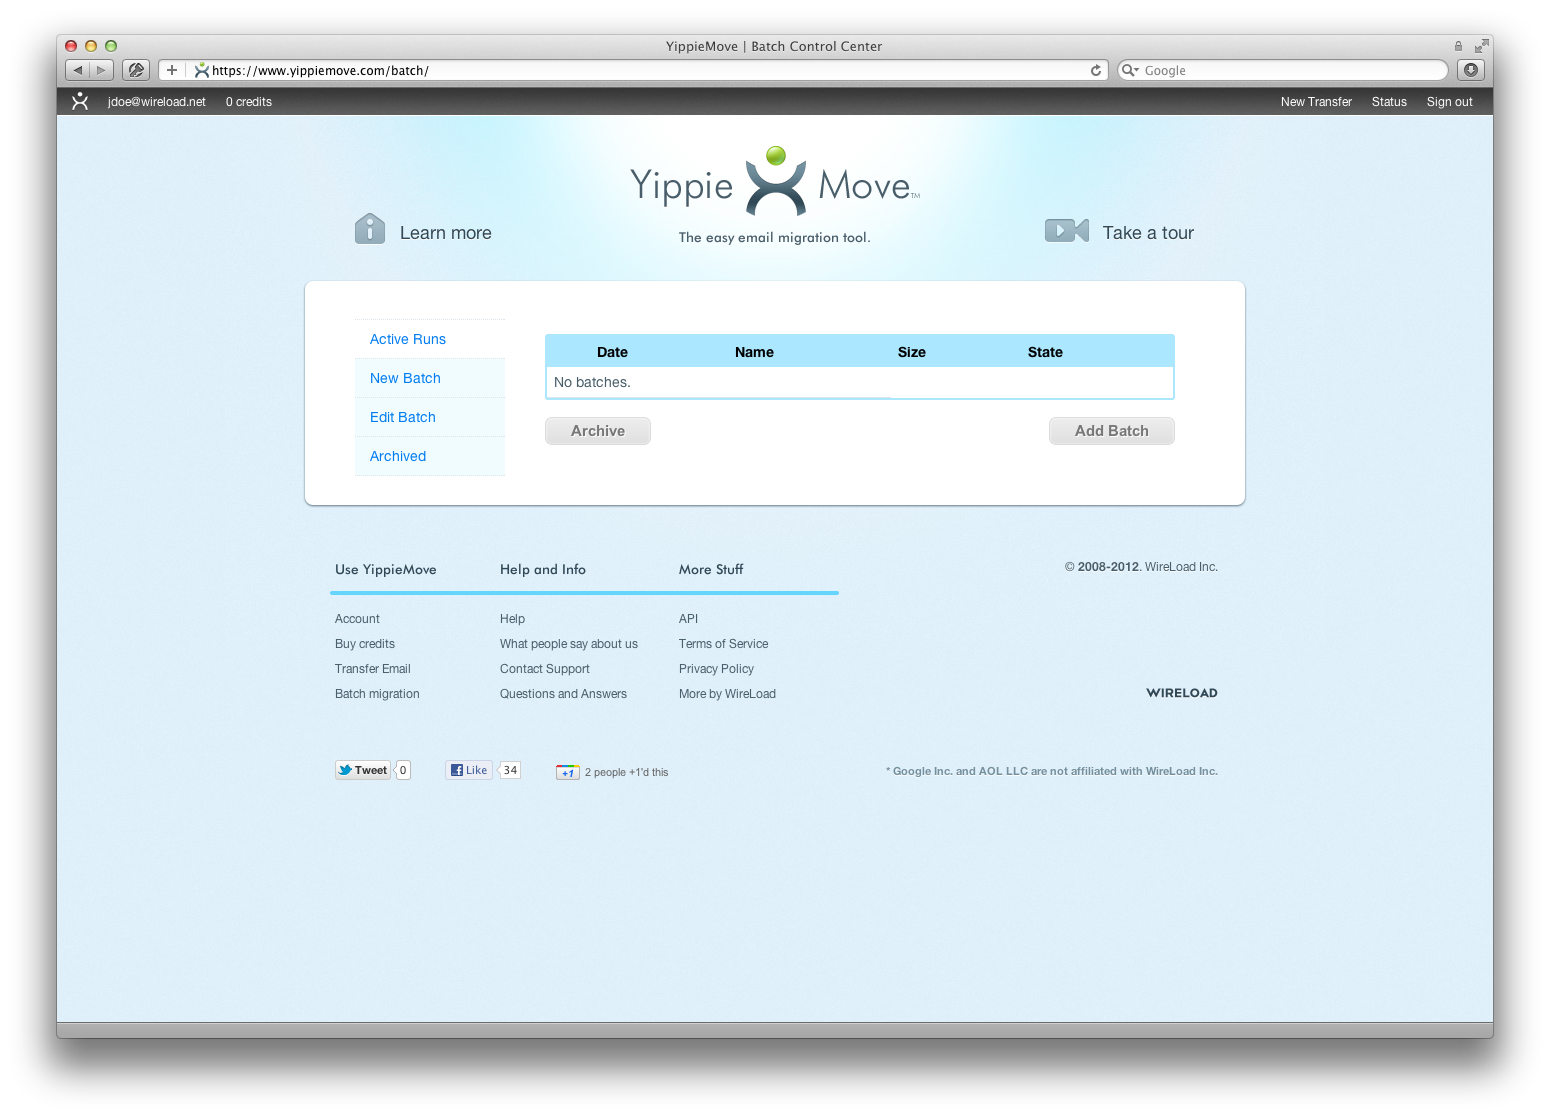 YippieMove | Batch Control Center
https://www.yippiemove.com/batch/
Google
jdoe@wireload.net 0 credits New Transfer Status Sign out
Yippie Move™
The easy email migration tool.
Learn more
Take a tour
Active Runs
New Batch
Edit Batch
Archived
Date Name Size State
No batches.
Archive Add Batch
Use YippieMove Help and Info More Stuff
© 2008-2012. WireLoad Inc.
Account Help API
Buy credits What people say about us Terms of Service
Transfer Email Contact Support Privacy Policy
Batch migration Questions and Answers More by WireLoad
WIRELOAD
Tweet 0 Like 34 +1 2 people +1'd this
* Google Inc. and AOL LLC are not affiliated with WireLoad Inc.